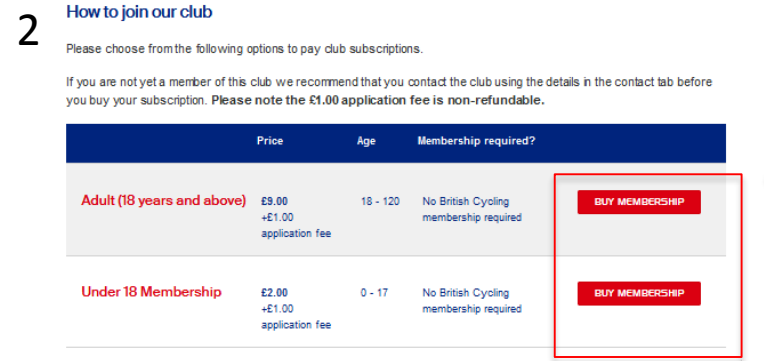 2
How to join our club
Please choose from the following options to pay club subscriptions.
If you are not yet a member of this club we recommend that you contact the club using the details in the contact tab before
you buy your subscription. Please note the £1.00 application fee is non-refundable.
Price Age Membership required?
Adult (18 years and above) £9.00 18 - 120 No British Cycling BUY MEMBERSHIP
+£1.00 membership required
application fee
Under 18 Membership £2.00 0 - 17 No British Cycling BUY MEMBERSHIP
+£1.00 membership required
application fee